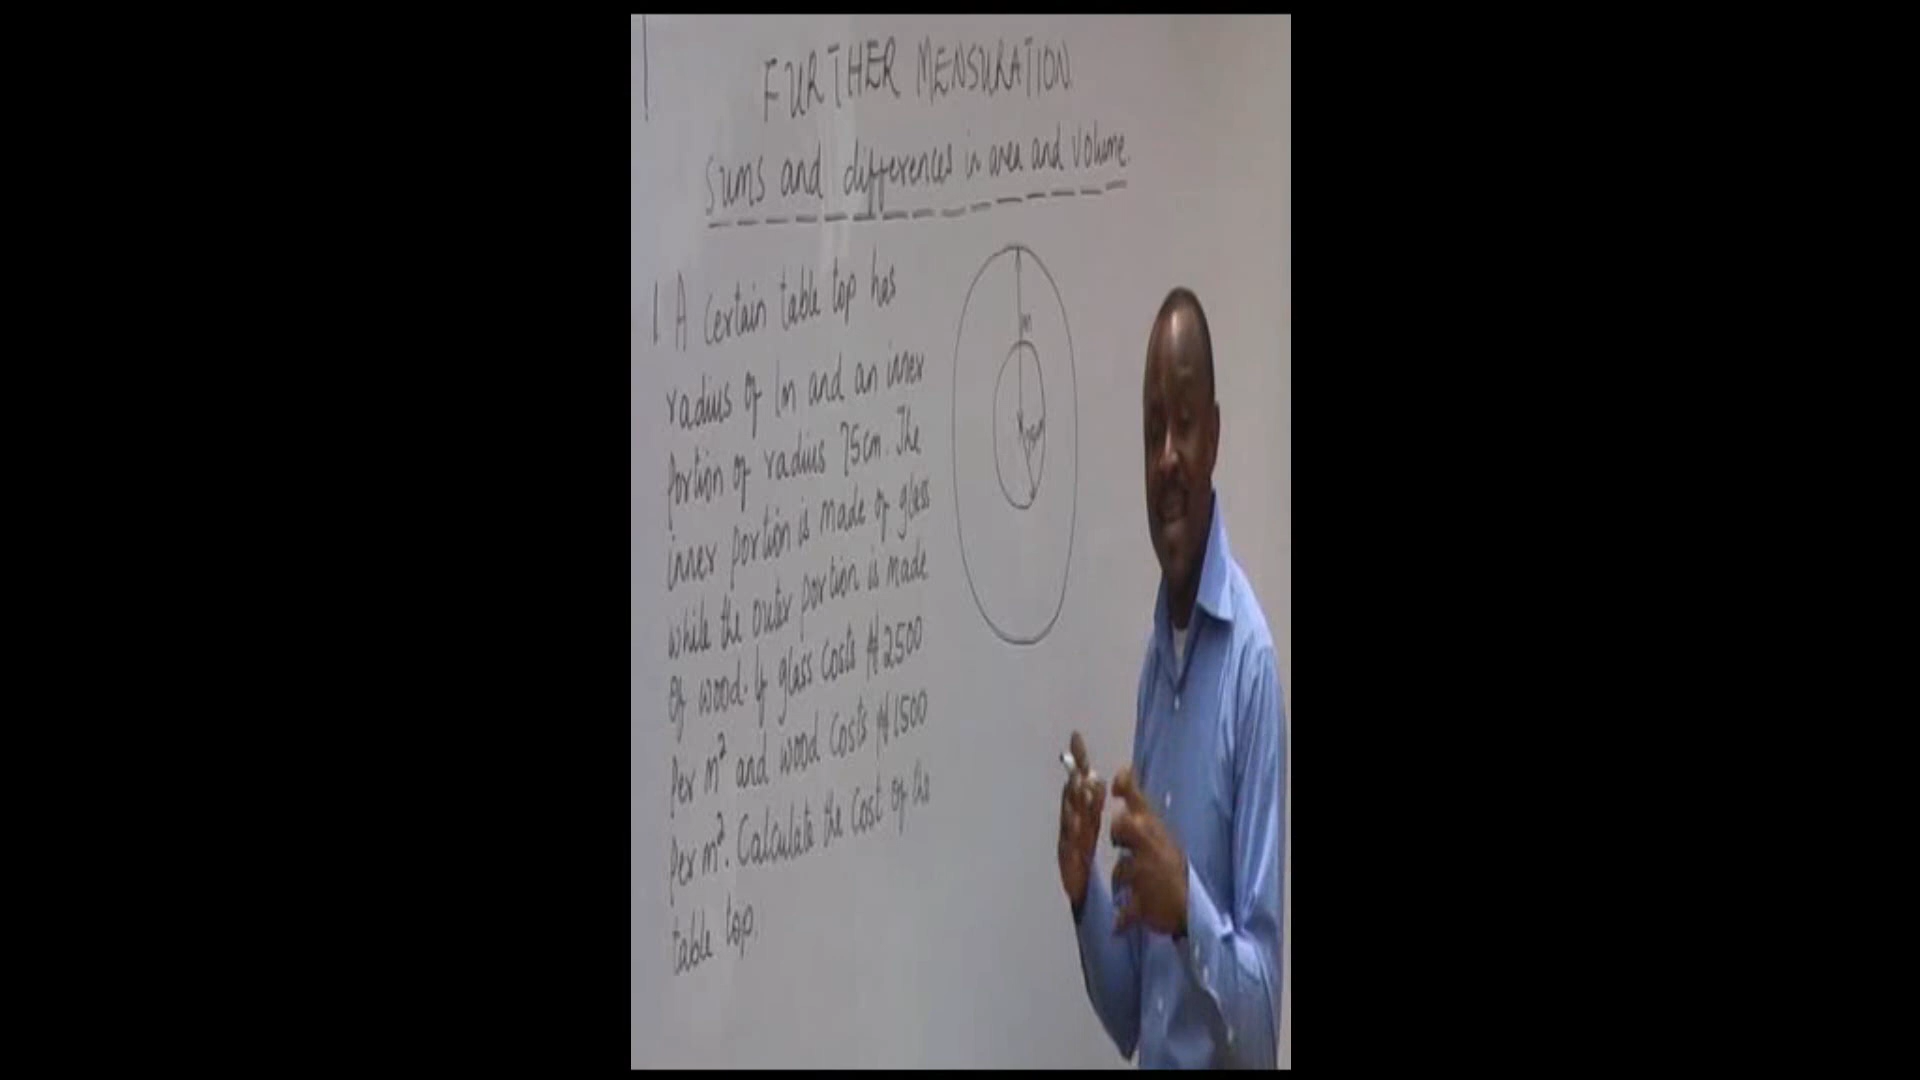 FURTHER MENSURATION
Sums and differences in area and volume.
1. A certain table top has
radius of 1m and an inner
portion of radius 75cm. The
inner portion is made of glass
while the outer portion is made
of wood. If glass costs ₦2500
per m² and wood costs ₦1500
per m². Calculate the cost of the
table top.
1m
75cm